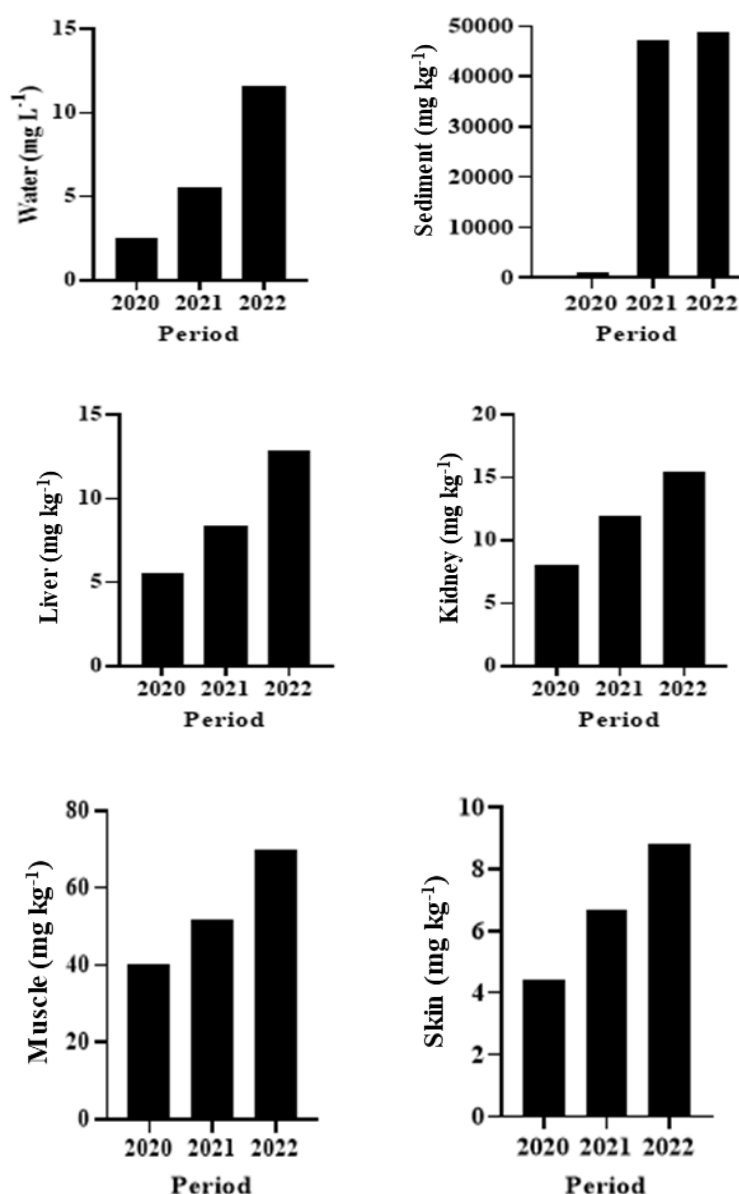 Water (mg L-1)
15
10
5
0
2020 2021 2022
Period
Sediment (mg kg-1)
50000
40000
30000
20000
10000
0
2020 2021 2022
Period
Liver (mg kg-1)
15
10
5
0
2020 2021 2022
Period
Kidney (mg kg-1)
20
15
10
5
0
2020 2021 2022
Period
Muscle (mg kg-1)
80
60
40
20
0
2020 2021 2022
Period
Skin (mg kg-1)
10
8
6
4
2
0
2020 2021 2022
Period